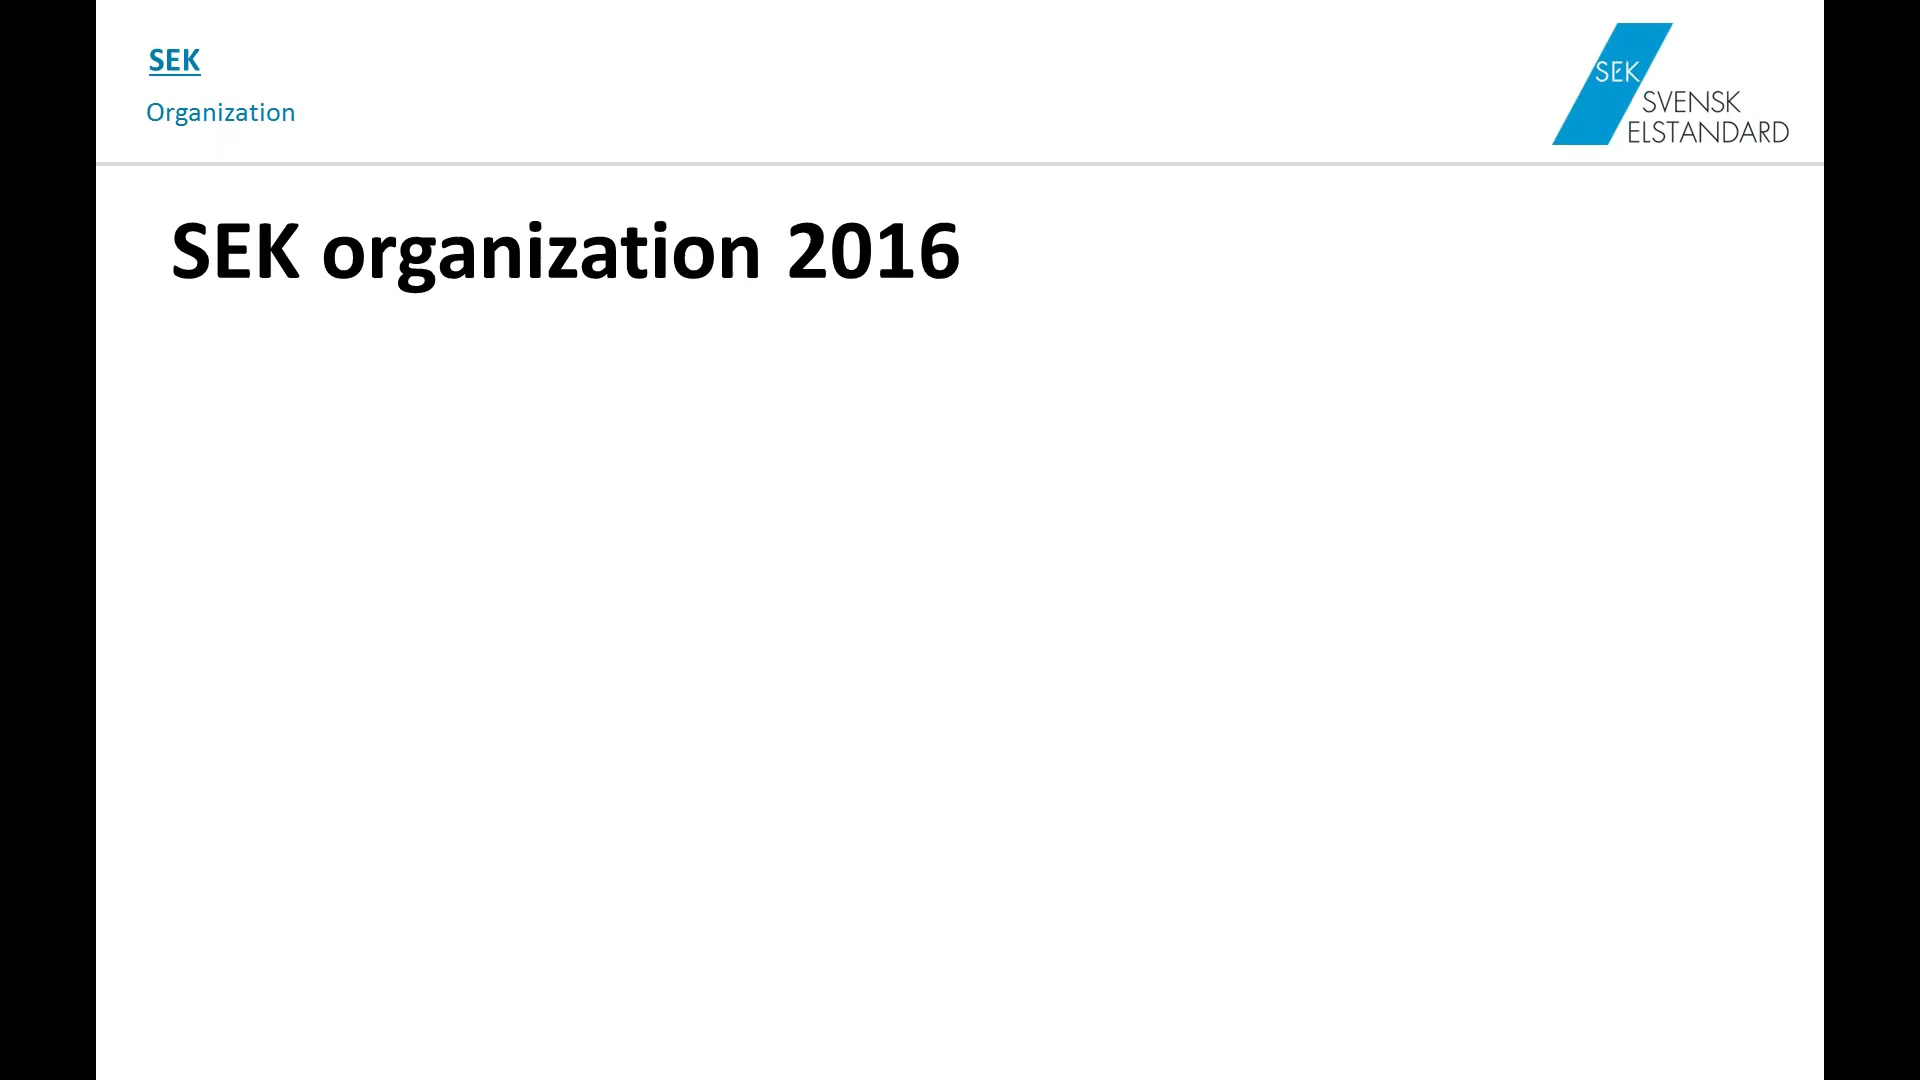 SEK
Organization
SEK
SVENSK
ELSTANDARD
SEK organization 2016